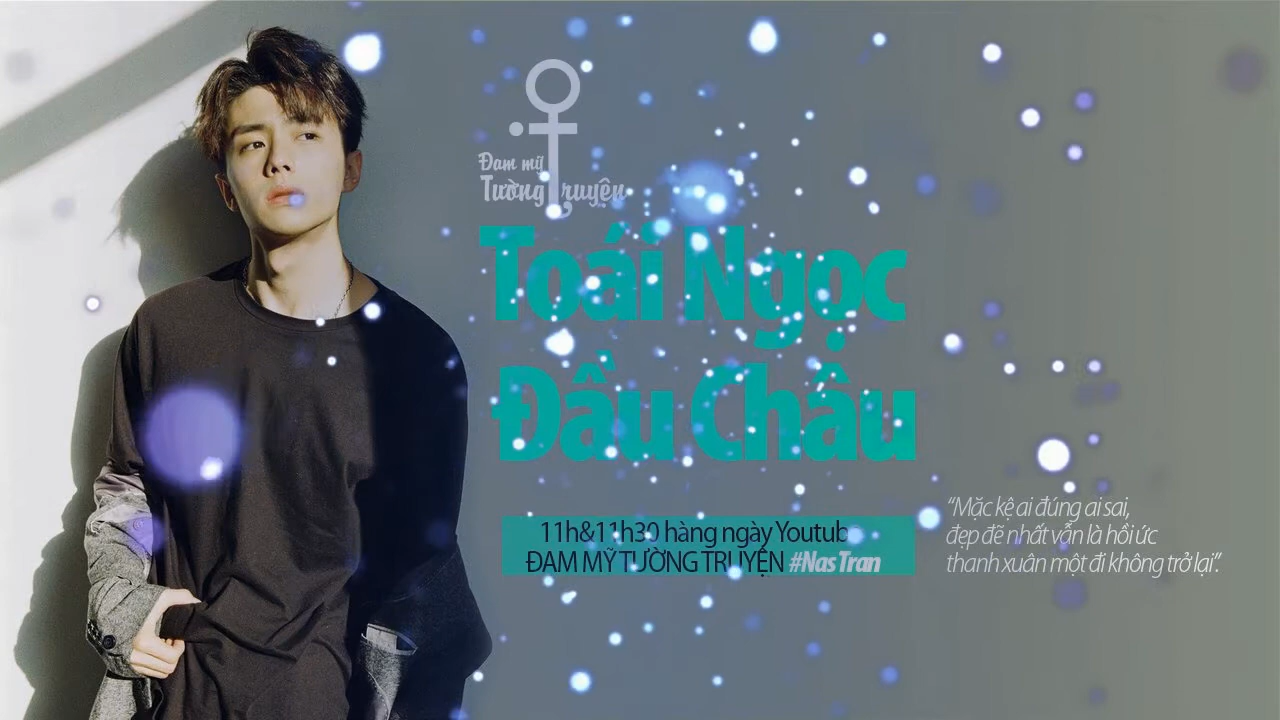 Đam mỹ
Tường Truyện
Toái Ngọc
Đầu Châu
11h&11h30 hàng ngày Youtub
ĐAM MỸ TƯỜNG TRUYỆN #Nas Tran
“Mặc kệ ai đúng ai sai,
đẹp đẽ nhất vẫn là hồi ức
thanh xuân một đi không trở lại”.